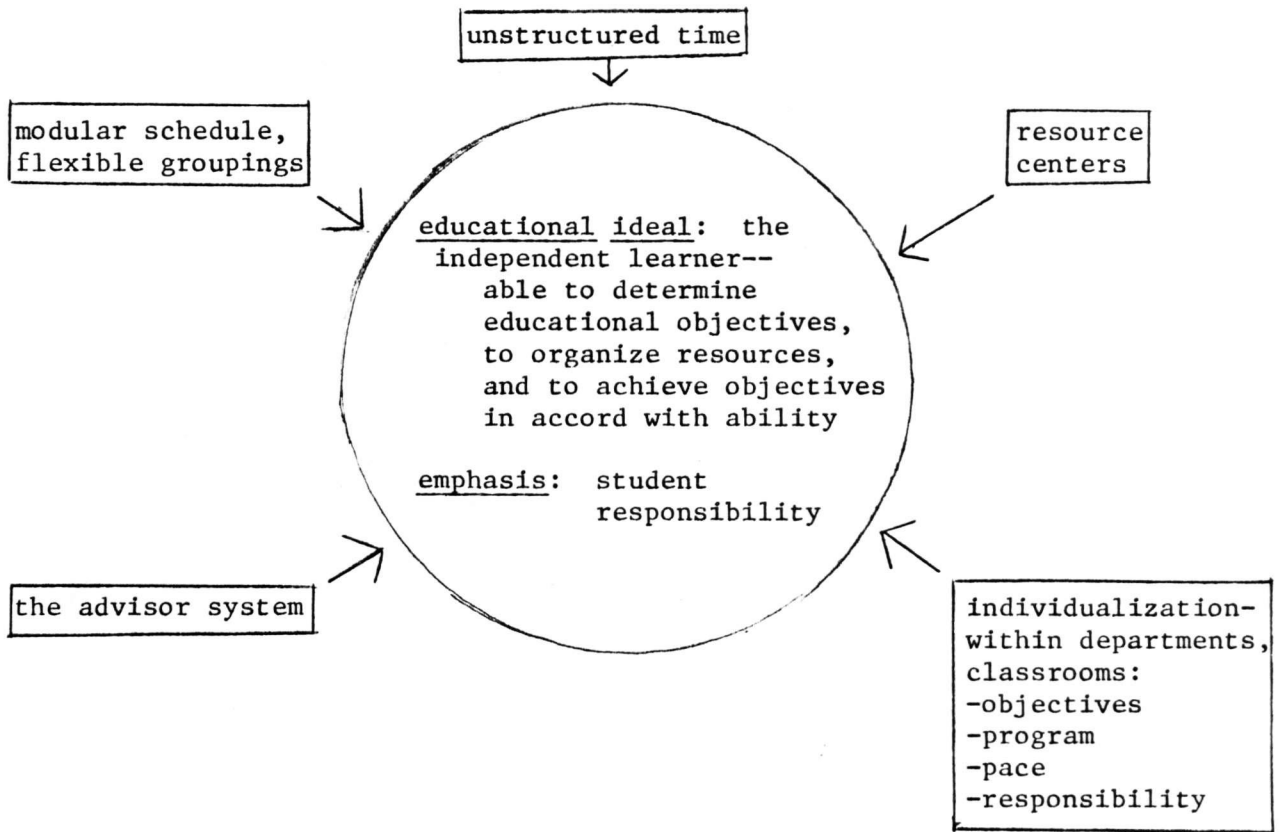 unstructured time
modular schedule,
flexible groupings
resource
centers
educational ideal: the
independent learner--
able to determine
educational objectives,
to organize resources,
and to achieve objectives
in accord with ability
emphasis: student
responsibility
the advisor system
individualization-
within departments,
classrooms:
-objectives
-program
-pace
-responsibility